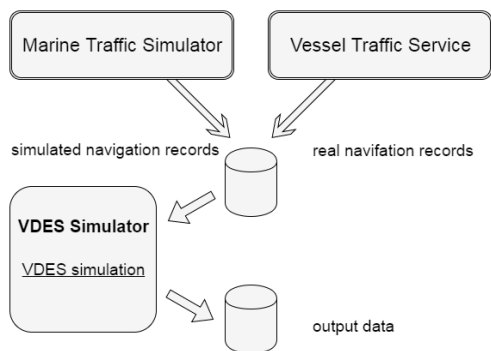 Marine Traffic Simulator
Vessel Traffic Service
simulated navigation records
real navifation records
VDES Simulator
VDES simulation
output data